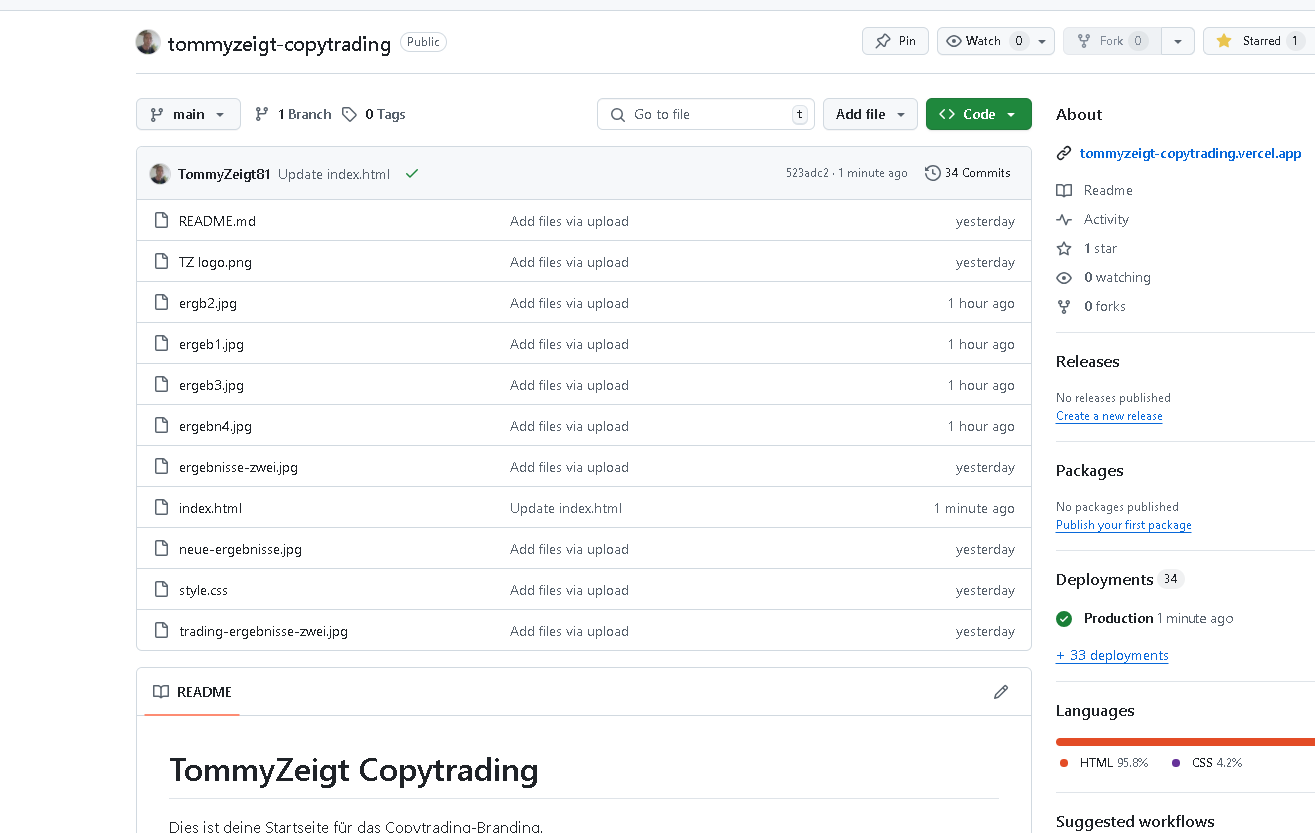 tommyzeigt-copytrading Public Pin Watch 0 Fork 0 Starred 1
main 1 Branch 0 Tags Go to file t Add file Code
TommyZeigt81 Update index.html 523adc2 · 1 minute ago 34 Commits
README.md Add files via upload yesterday
TZ logo.png Add files via upload yesterday
ergb2.jpg Add files via upload 1 hour ago
ergeb1.jpg Add files via upload 1 hour ago
ergeb3.jpg Add files via upload 1 hour ago
ergebn4.jpg Add files via upload 1 hour ago
ergebnisse-zwei.jpg Add files via upload yesterday
index.html Update index.html 1 minute ago
neue-ergebnisse.jpg Add files via upload yesterday
style.css Add files via upload yesterday
trading-ergebnisse-zwei.jpg Add files via upload yesterday
README
TommyZeigt Copytrading
Dies ist deine Startseite für das Copytrading-Branding.
About
tommyzeigt-copytrading.vercel.app
Readme
Activity
1 star
0 watching
0 forks
Releases
No releases published
Create a new release
Packages
No packages published
Publish your first package
Deployments 34
Production 1 minute ago
+ 33 deployments
Languages
HTML 95.8% CSS 4.2%
Suggested workflows